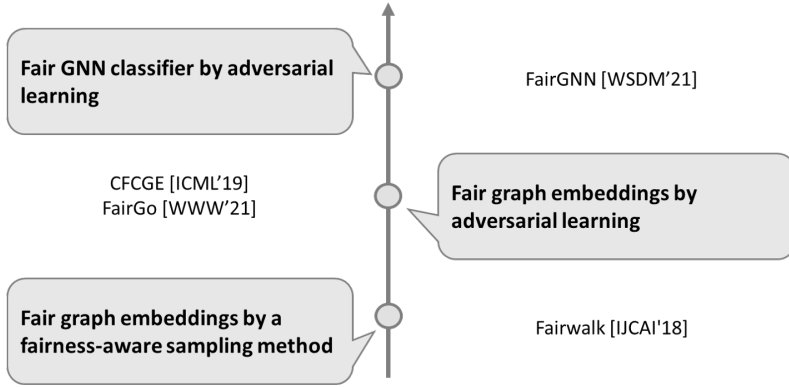 Fair GNN classifier by adversarial
learning
FairGNN [WSDM’21]
CFCGE [ICML’19]
FairGo [WWW’21]
Fair graph embeddings by
adversarial learning
Fair graph embeddings by a
fairness-aware sampling method
Fairwalk [IJCAI'18]